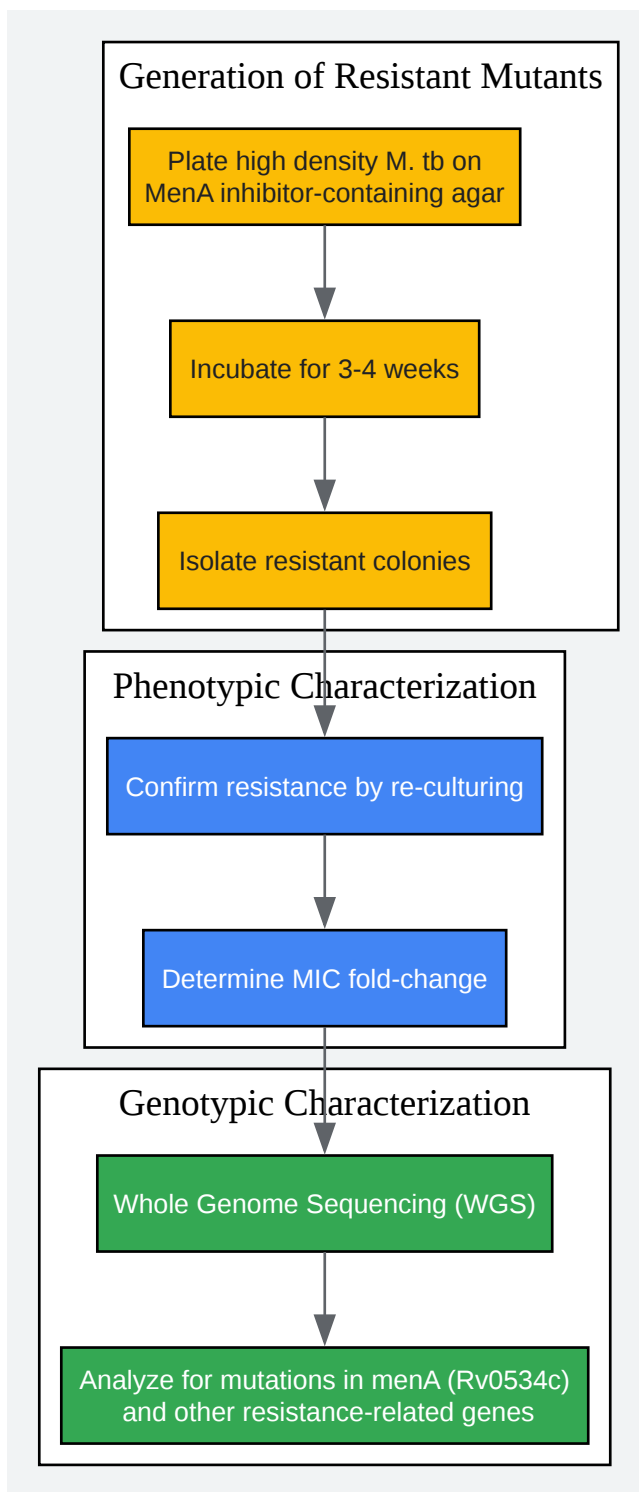 Generation of Resistant Mutants
Plate high density M. tb on
MenA inhibitor-containing agar
Incubate for 3-4 weeks
Isolate resistant colonies
Phenotypic Characterization
Confirm resistance by re-culturing
Determine MIC fold-change
Genotypic Characterization
Whole Genome Sequencing (WGS)
Analyze for mutations in menA (Rv0534c)
and other resistance-related genes